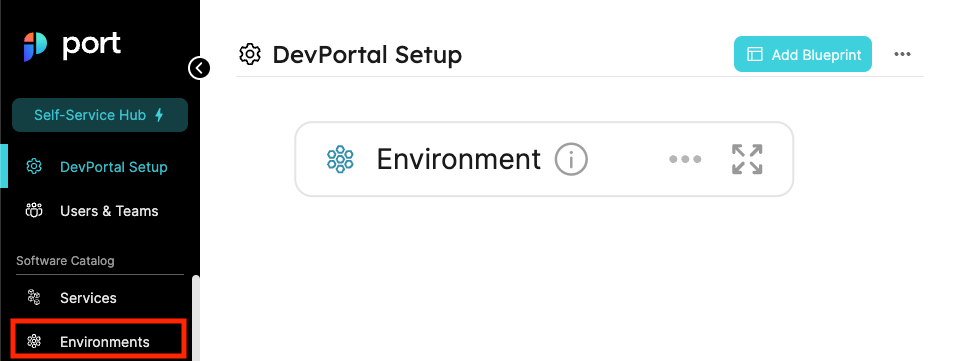 port
DevPortal Setup
Add Blueprint
Self-Service Hub
DevPortal Setup
Users & Teams
Environment
Software Catalog
Services
Environments